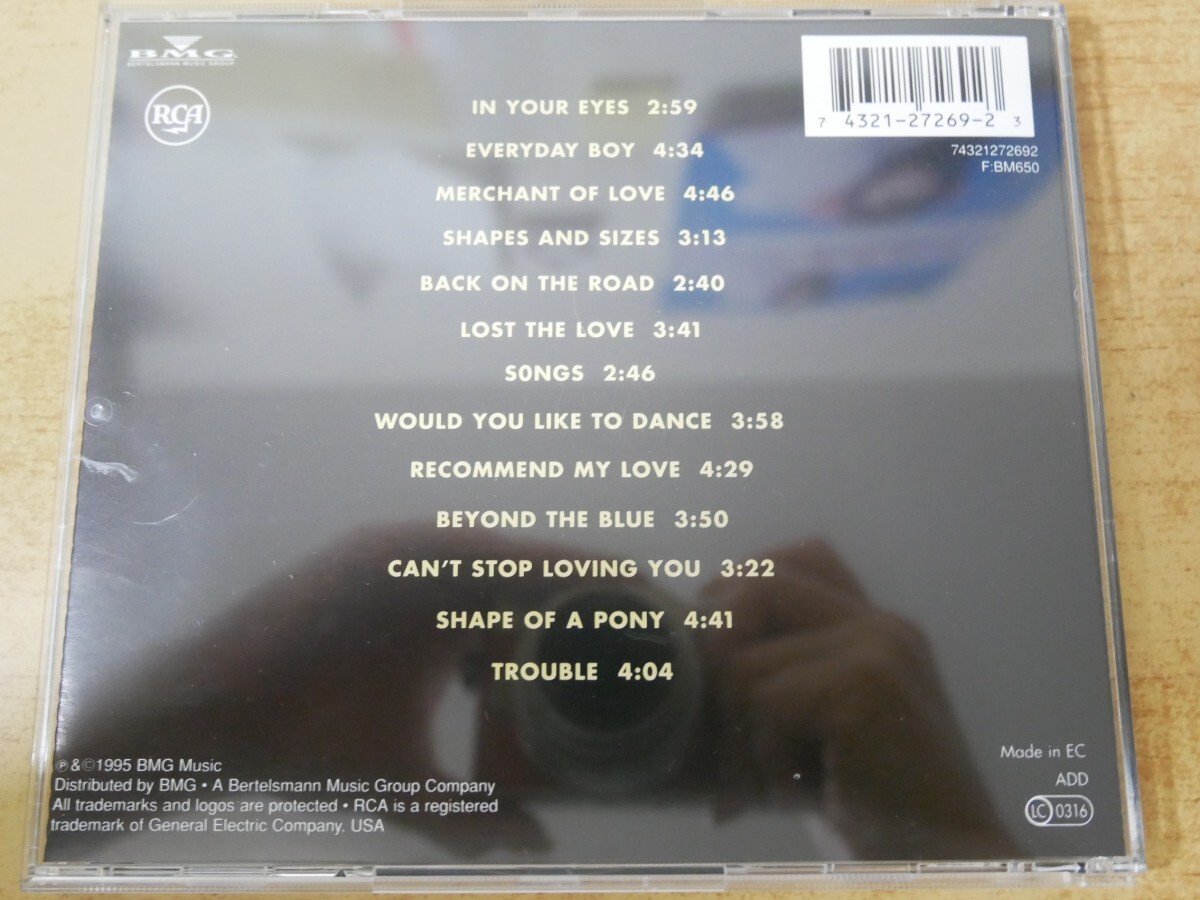 BMG
BERTELSMANN MUSIC GROUP
RCA
7 4321-27269-2 3
74321272692
F:BM650
IN YOUR EYES 2:59
EVERYDAY BOY 4:34
MERCHANT OF LOVE 4:46
SHAPES AND SIZES 3:13
BACK ON THE ROAD 2:40
LOST THE LOVE 3:41
S0NGS 2:46
WOULD YOU LIKE TO DANCE 3:58
RECOMMEND MY LOVE 4:29
BEYOND THE BLUE 3:50
CAN'T STOP LOVING YOU 3:22
SHAPE OF A PONY 4:41
TROUBLE 4:04
℗&©1995 BMG Music
Distributed by BMG • A Bertelsmann Music Group Company
All trademarks and logos are protected • RCA is a registered
trademark of General Electric Company, USA
Made in EC
ADD
LC 0316